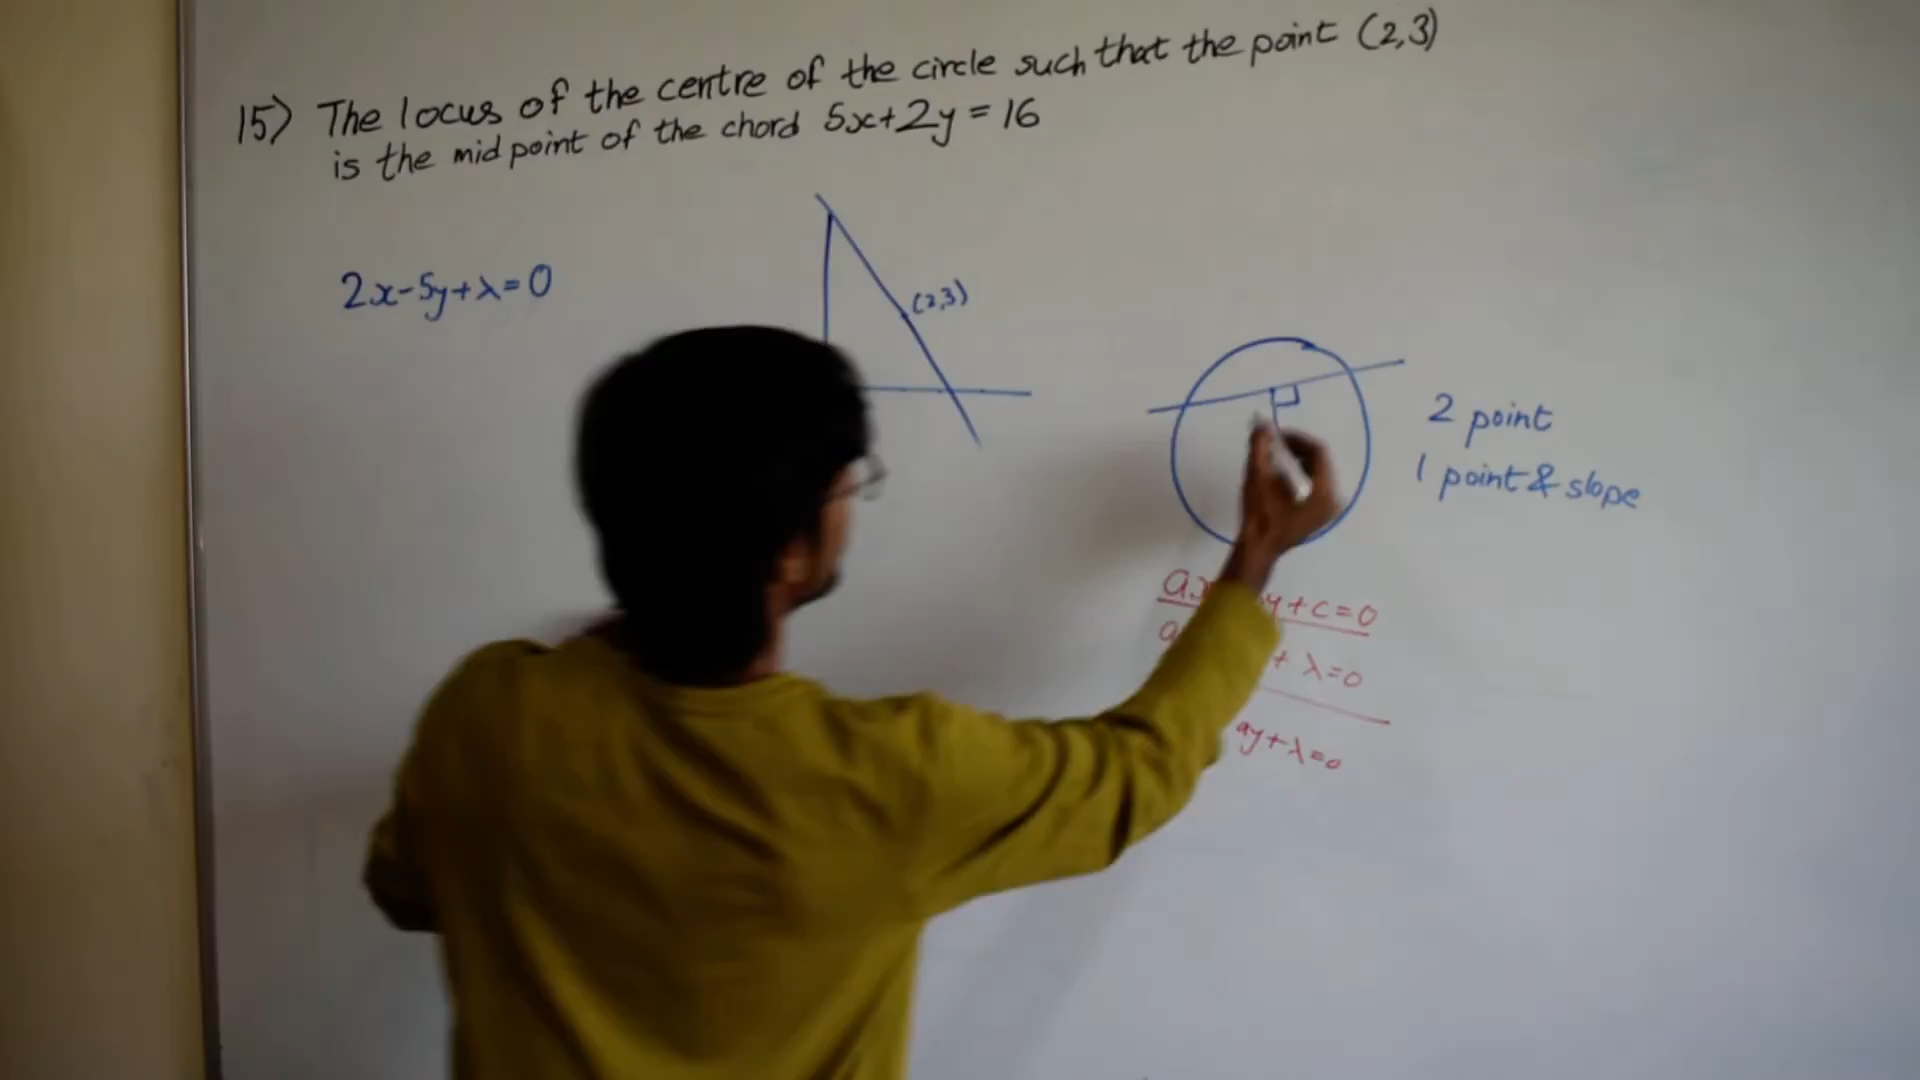 15) The locus of the centre of the circle such that the point (2,3)
is the mid point of the chord 5x+2y=16
2x-5y+λ=0
(2,3)
2 point
1 point & slope
y+c=0
+λ=0
ay+λ=0